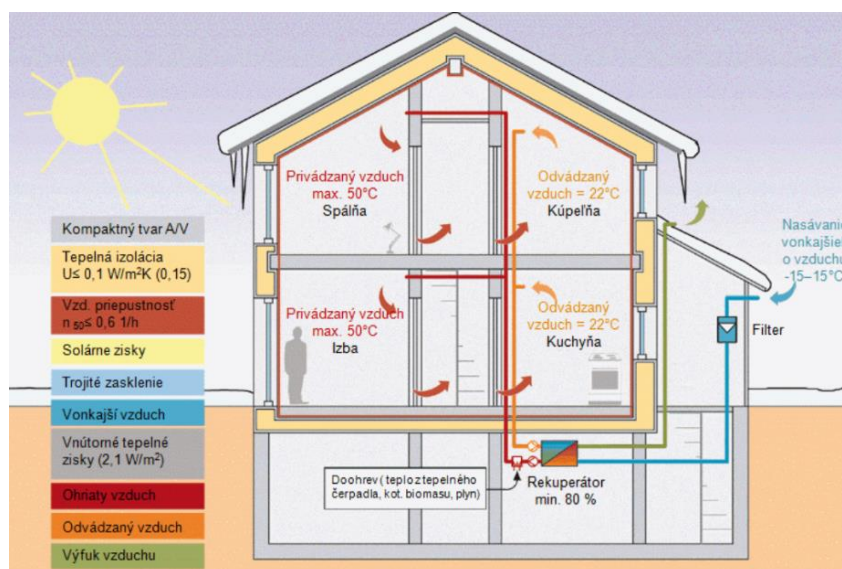 Kompaktný tvar A/V
Tepelná izolácia
U≤ 0,1 W/m²K (0,15)
Vzd. priepustnosť
n 50≤ 0,6 1/h
Solárne zisky
Trojité zasklenie
Vonkajší vzduch
Vnútorné tepelné
zisky (2,1 W/m²)
Ohriaty vzduch
Odvádzaný vzduch
Výfuk vzduchu
Privádzaný vzduch
max. 50°C
Spálňa
Odvádzaný
vzduch = 22°C
Kúpeľňa
Privádzaný vzduch
max. 50°C
Izba
Odvádzaný
vzduch = 22°C
Kuchyňa
Nasávanie
vonkajšieh
o vzduchu
-15–15°C
Filter
Doohrev ( teplo z tepelného
čerpadla, kot. biomasu, plyn)
Rekuperátor
min. 80 %